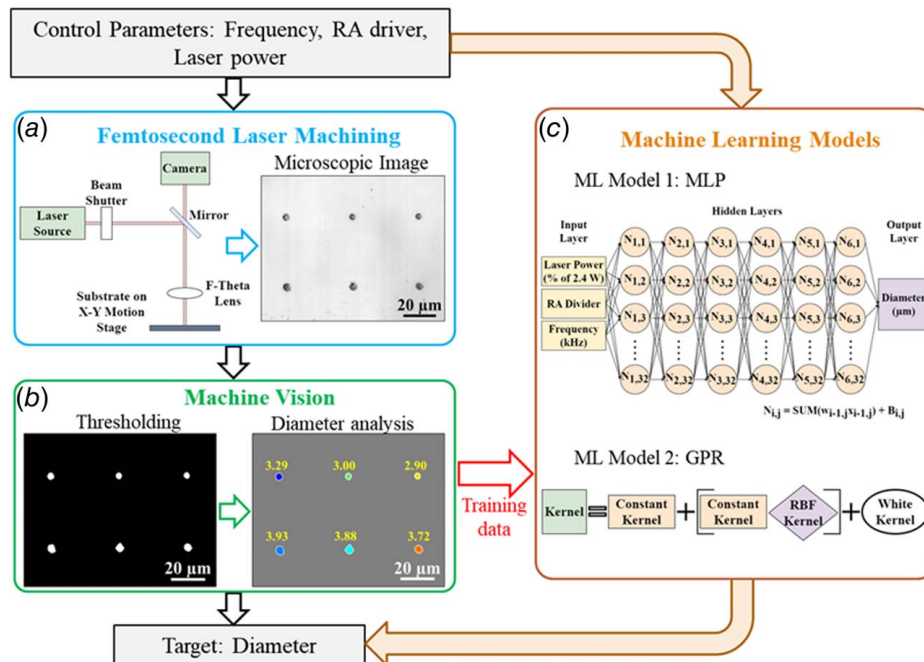 Control Parameters: Frequency, RA driver,
Laser power
(a)
Femtosecond Laser Machining
Camera
Beam
Shutter
Laser
Source
Mirror
F-Theta
Lens
Substrate on
X-Y Motion
Stage
Microscopic Image
20 µm
(b)
Machine Vision
Thresholding
20 µm
Diameter analysis
3.29 3.00 2.90
3.93 3.88 3.72
20 µm
Training
data
(c)
Machine Learning Models
ML Model 1: MLP
Hidden Layers
Input
Layer
Output
Layer
Laser Power
(% of 2.4 W)
RA Divider
Frequency
(kHz)
N1,1 N2,1 N3,1 N4,1 N5,1 N6,1
N1,2 N2,2 N3,2 N4,2 N5,2 N6,2
N1,3 N2,3 N3,3 N4,3 N5,3 N6,3
N1,32 N2,32 N3,32 N4,32 N5,32 N6,32
Diameter
(µm)
Ni,j = SUM(wi-1,jxi-1,j) + Bi,j
ML Model 2: GPR
Kernel = Constant Kernel + [Constant Kernel RBF Kernel] + White Kernel
Target: Diameter